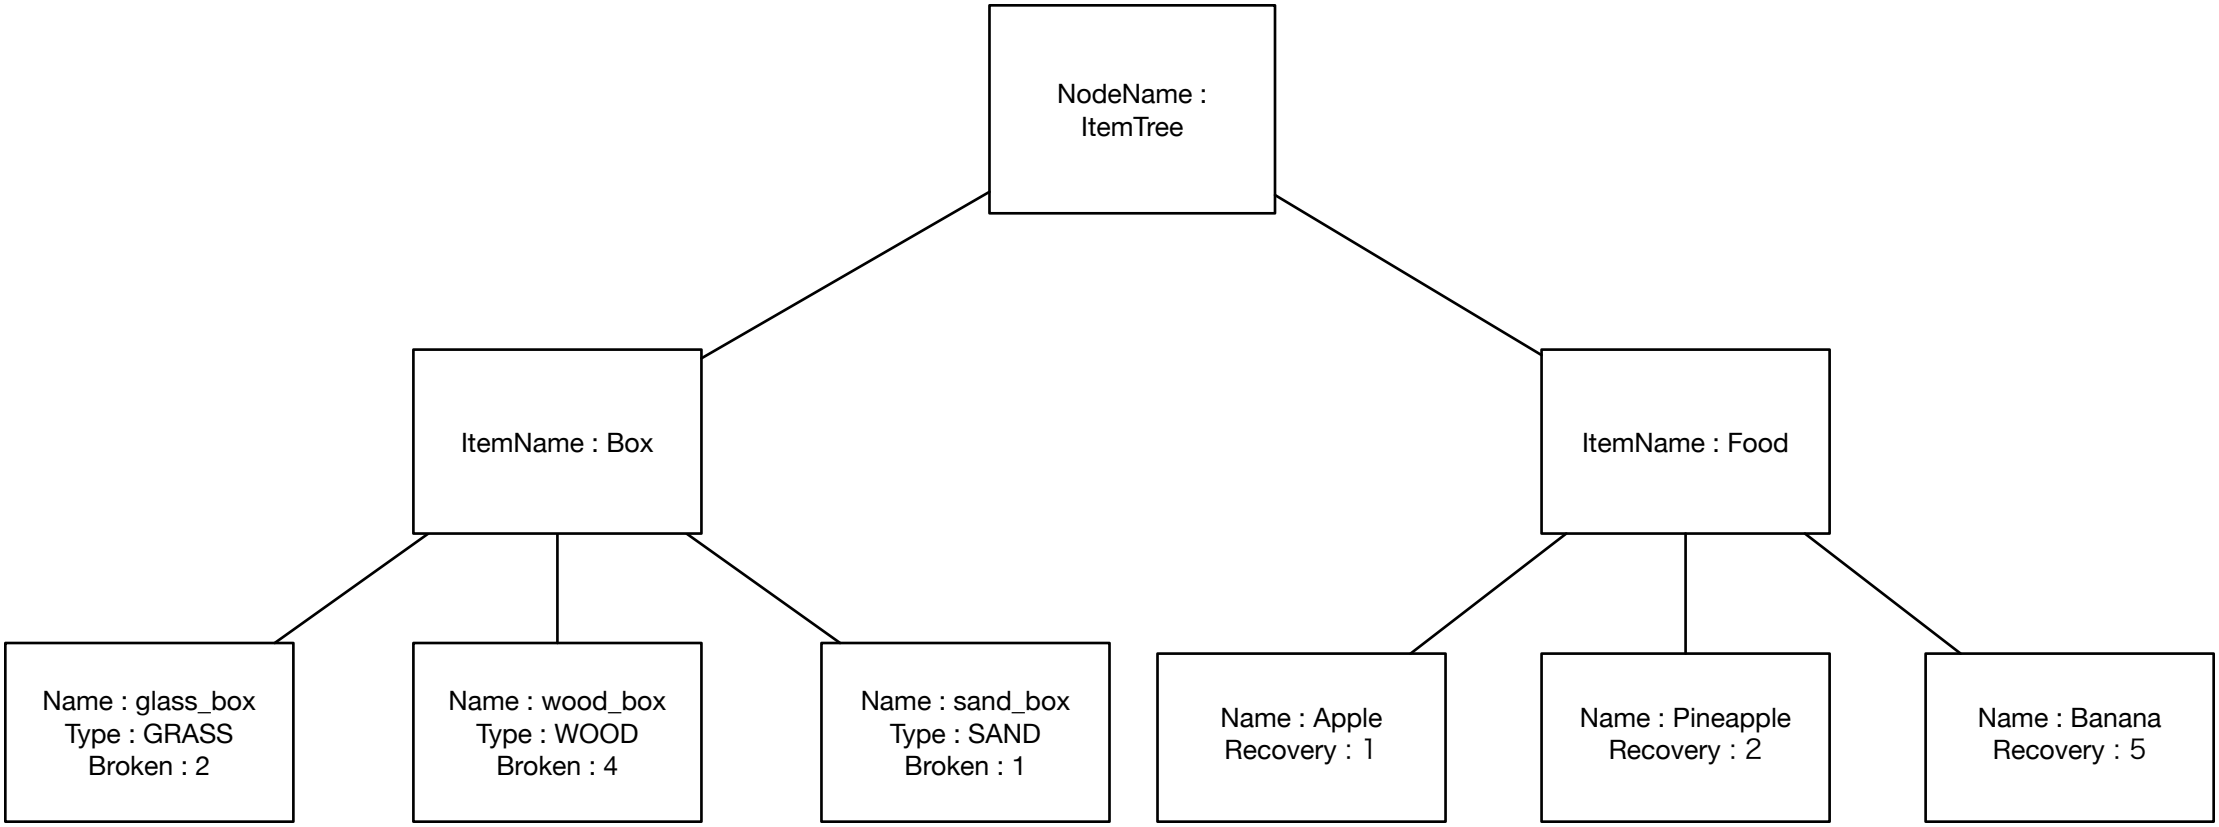 NodeName :
ItemTree
ItemName : Box
ItemName : Food
Name : glass_box
Type : GRASS
Broken : 2
Name : wood_box
Type : WOOD
Broken : 4
Name : sand_box
Type : SAND
Broken : 1
Name : Apple
Recovery : 1
Name : Pineapple
Recovery : 2
Name : Banana
Recovery : 5